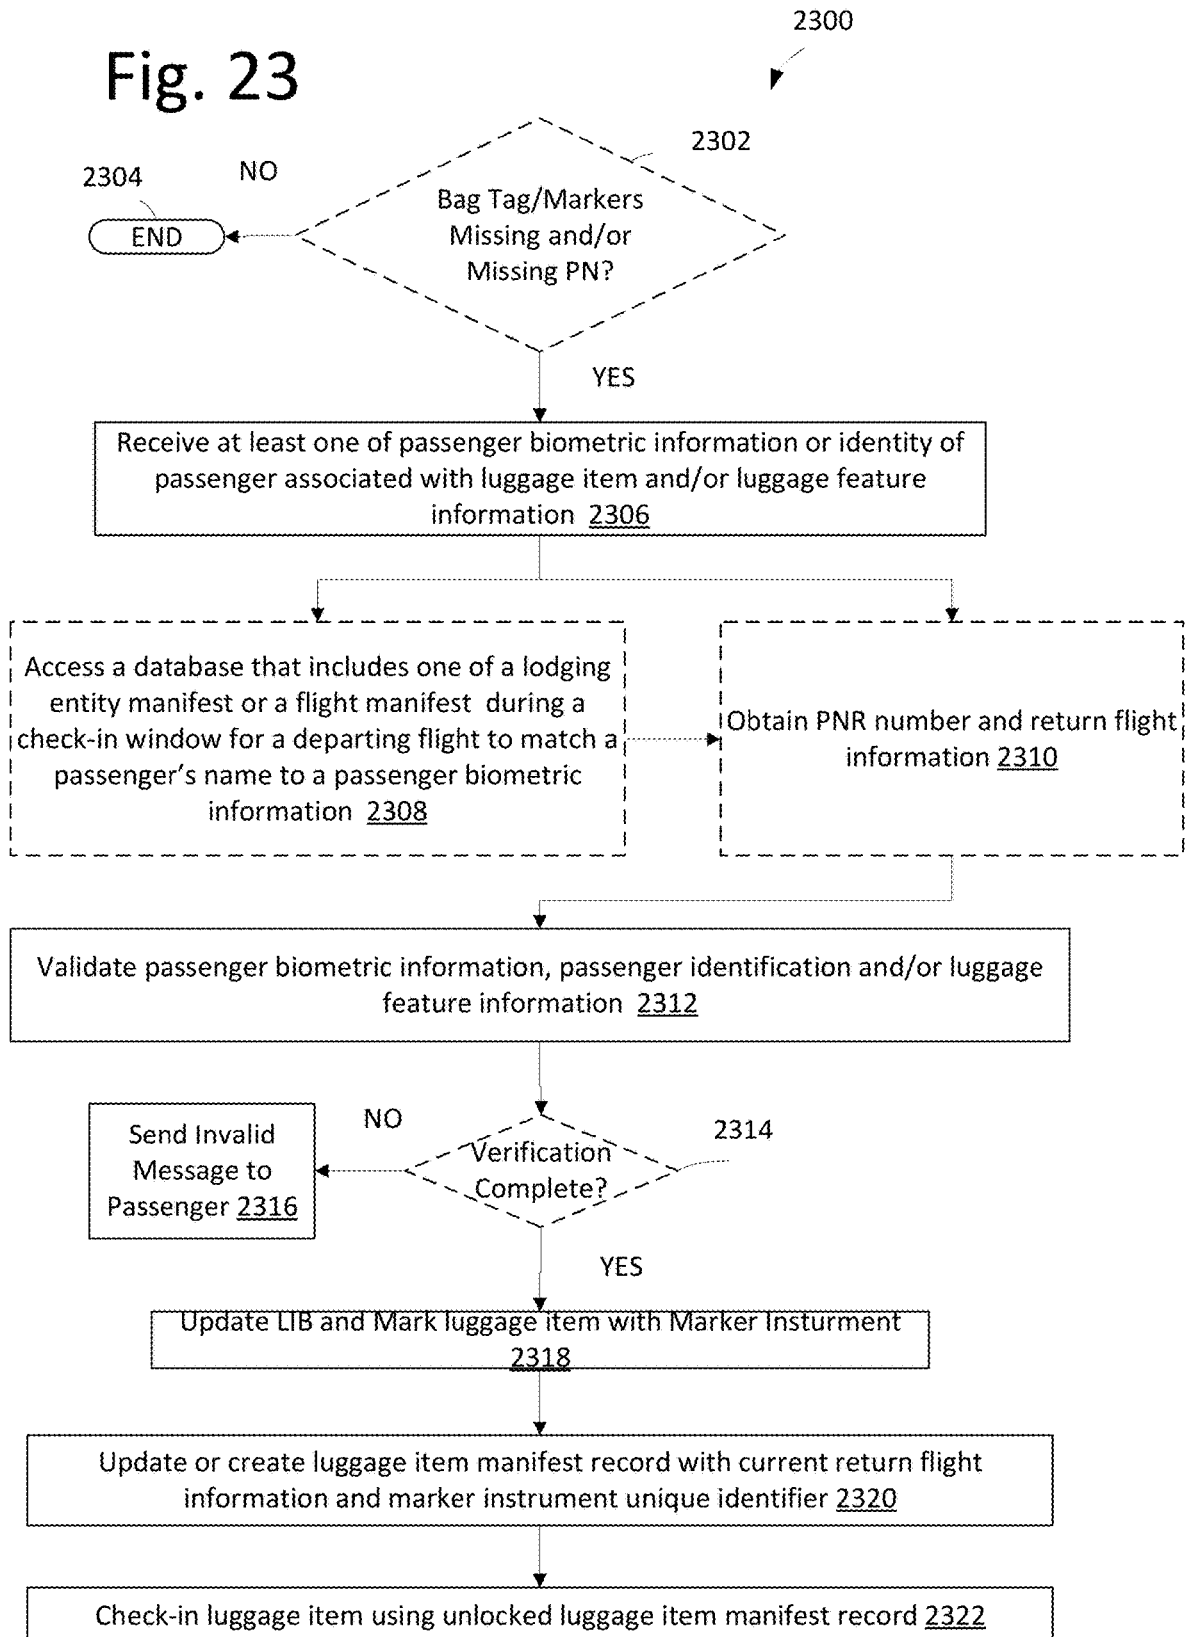 Fig. 23
2300
2302
2304
NO
Bag Tag/Markers
Missing and/or
Missing PN?
END
YES
Receive at least one of passenger biometric information or identity of
passenger associated with luggage item and/or luggage feature
information 2306
Access a database that includes one of a lodging
entity manifest or a flight manifest during a
check-in window for a departing flight to match a
passenger's name to a passenger biometric
information 2308
Obtain PNR number and return flight
information 2310
Validate passenger biometric information, passenger identification and/or luggage
feature information 2312
NO
2314
Verification
Complete?
Send Invalid
Message to
Passenger 2316
YES
Update LIB and Mark luggage item with Marker Insturment
2318
Update or create luggage item manifest record with current return flight
information and marker instrument unique identifier 2320
Check-in luggage item using unlocked luggage item manifest record 2322